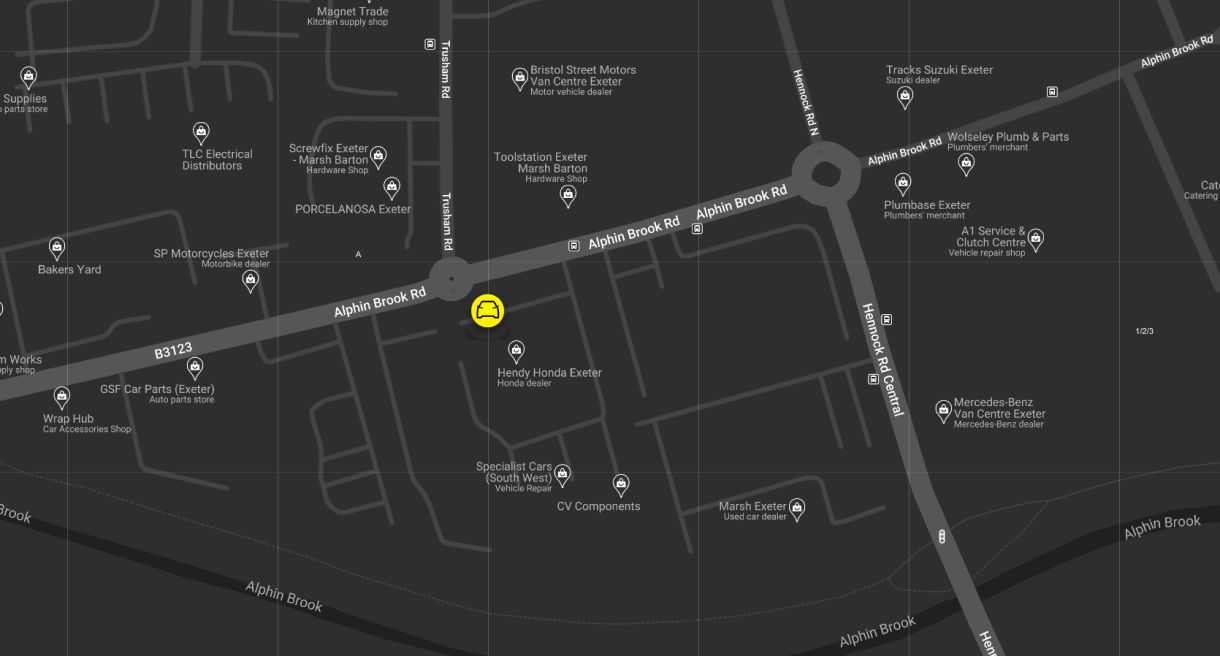 Magnet Trade
Kitchen supply shop
Trusham Rd
Hennock Rd N
Alphin Brook Rd
Bristol Street Motors
Van Centre Exeter
Motor vehicle dealer
Tracks Suzuki Exeter
Suzuki dealer
Supplies
parts store
TLC Electrical
Distributors
Screwfix Exeter
- Marsh Barton
Hardware Shop
Toolstation Exeter
Marsh Barton
Hardware Shop
Alphin Brook Rd
Wolseley Plumb & Parts
Plumbers' merchant
PORCELANOSA Exeter
Trusham Rd
Alphin Brook Rd
Alphin Brook Rd
Plumbase Exeter
Plumbers' merchant
Catering
A1 Service &
Clutch Centre
Vehicle repair shop
Bakers Yard
SP Motorcycles Exeter
Motorbike dealer
A
Alphin Brook Rd
Hennock Rd Central
1/2/3
B3123
Works
shop
GSF Car Parts (Exeter)
Auto parts store
Hendy Honda Exeter
Honda dealer
Wrap Hub
Car Accessories Shop
Mercedes-Benz
Van Centre Exeter
Mercedes-Benz dealer
Specialist Cars
(South West)
Vehicle Repair
CV Components
Marsh Exeter
Used car dealer
Brook
Alphin Brook
Alphin Brook
Alphin Brook